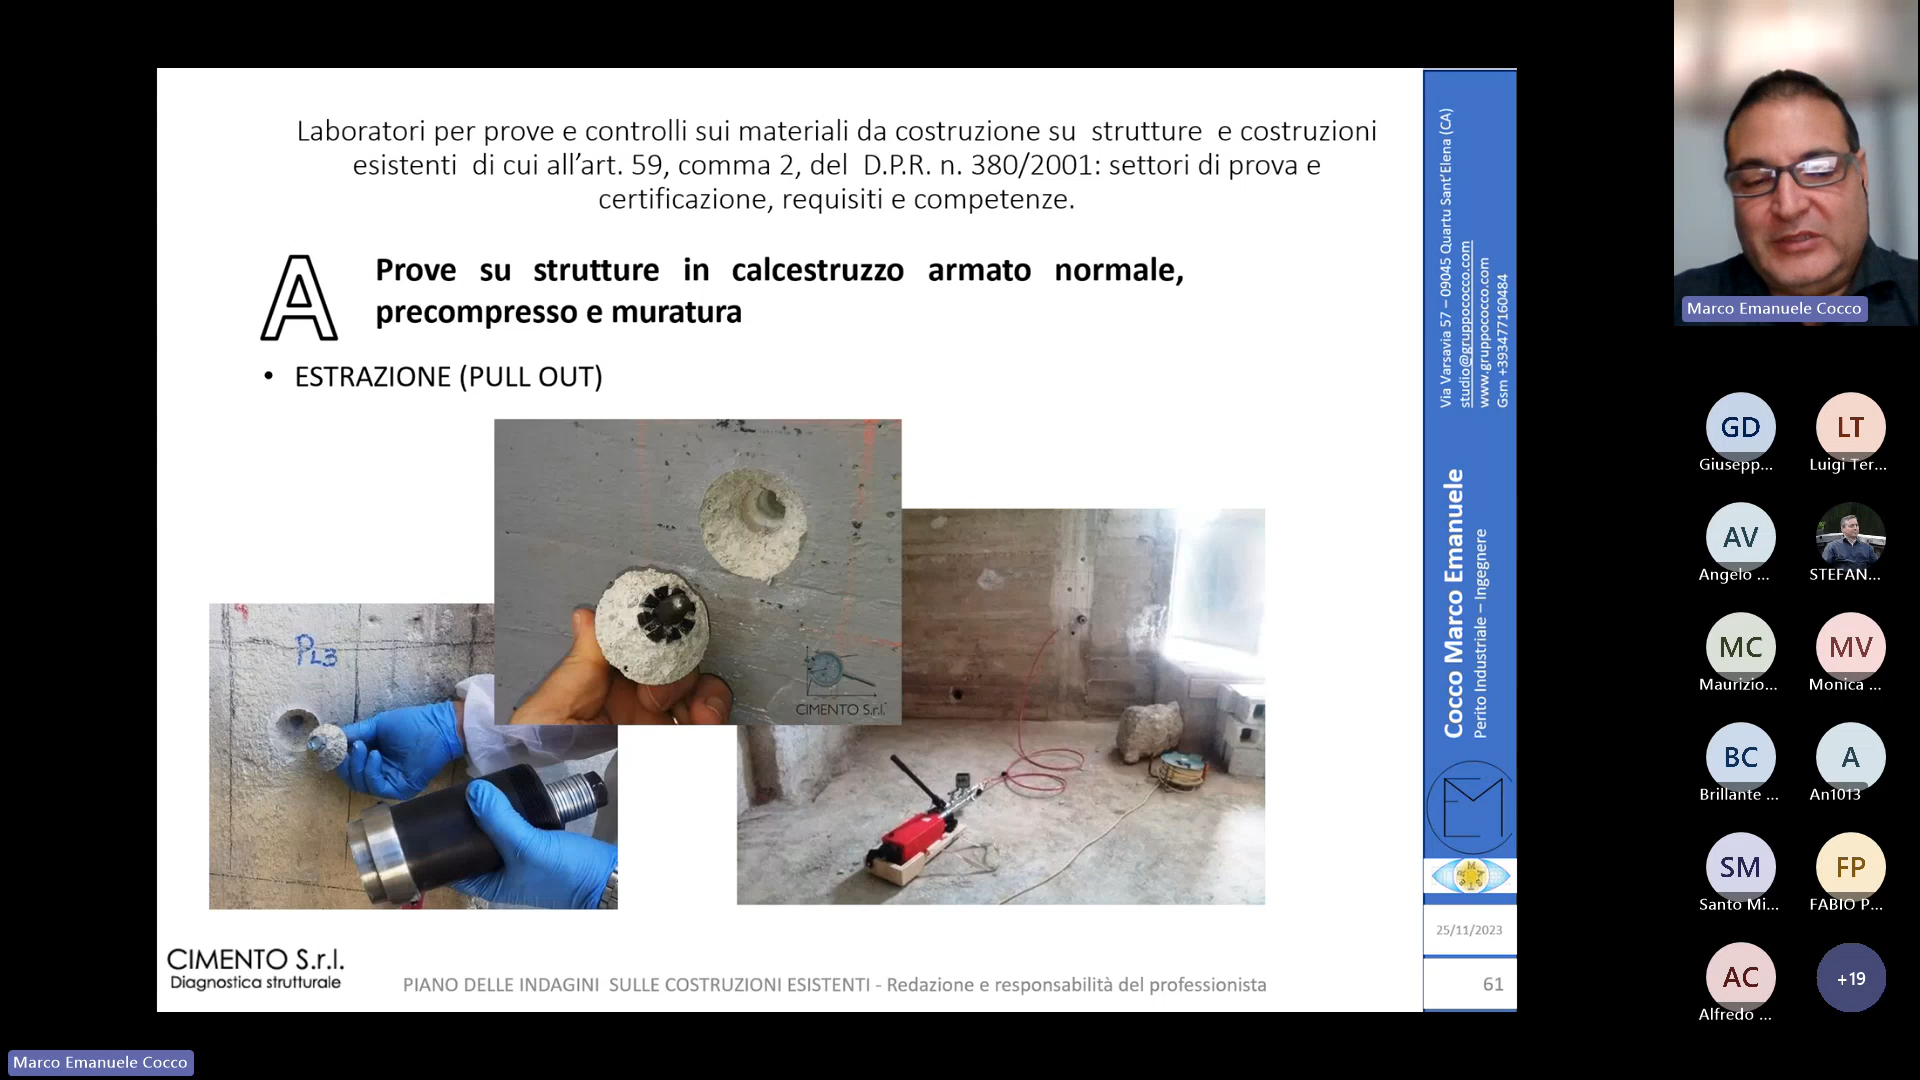 Laboratori per prove e controlli sui materiali da costruzione su strutture e costruzioni
esistenti di cui all’art. 59, comma 2, del D.P.R. n. 380/2001: settori di prova e
certificazione, requisiti e competenze.
A
Prove su strutture in calcestruzzo armato normale,
precompresso e muratura
• ESTRAZIONE (PULL OUT)
PL3
CIMENTO S.r.l.
CIMENTO S.r.l.
Diagnostica strutturale
PIANO DELLE INDAGINI SULLE COSTRUZIONI ESISTENTI - Redazione e responsabilità del professionista
Via Varsavia 57 – 09045 Quartu Sant’Elena (CA)
studio@gruppococco.com
www.gruppococco.com
Gsm +393477160484
Cocco Marco Emanuele
Perito Industriale – Ingegnere
25/11/2023
61
Marco Emanuele Cocco
GD
Giusepp...
LT
Luigi Ter...
AV
Angelo ...
STEFAN...
MC
Maurizio...
MV
Monica ...
BC
Brillante ...
A
An1013
SM
Santo Mi...
FP
FABIO P...
AC
Alfredo ...
+19
Marco Emanuele Cocco